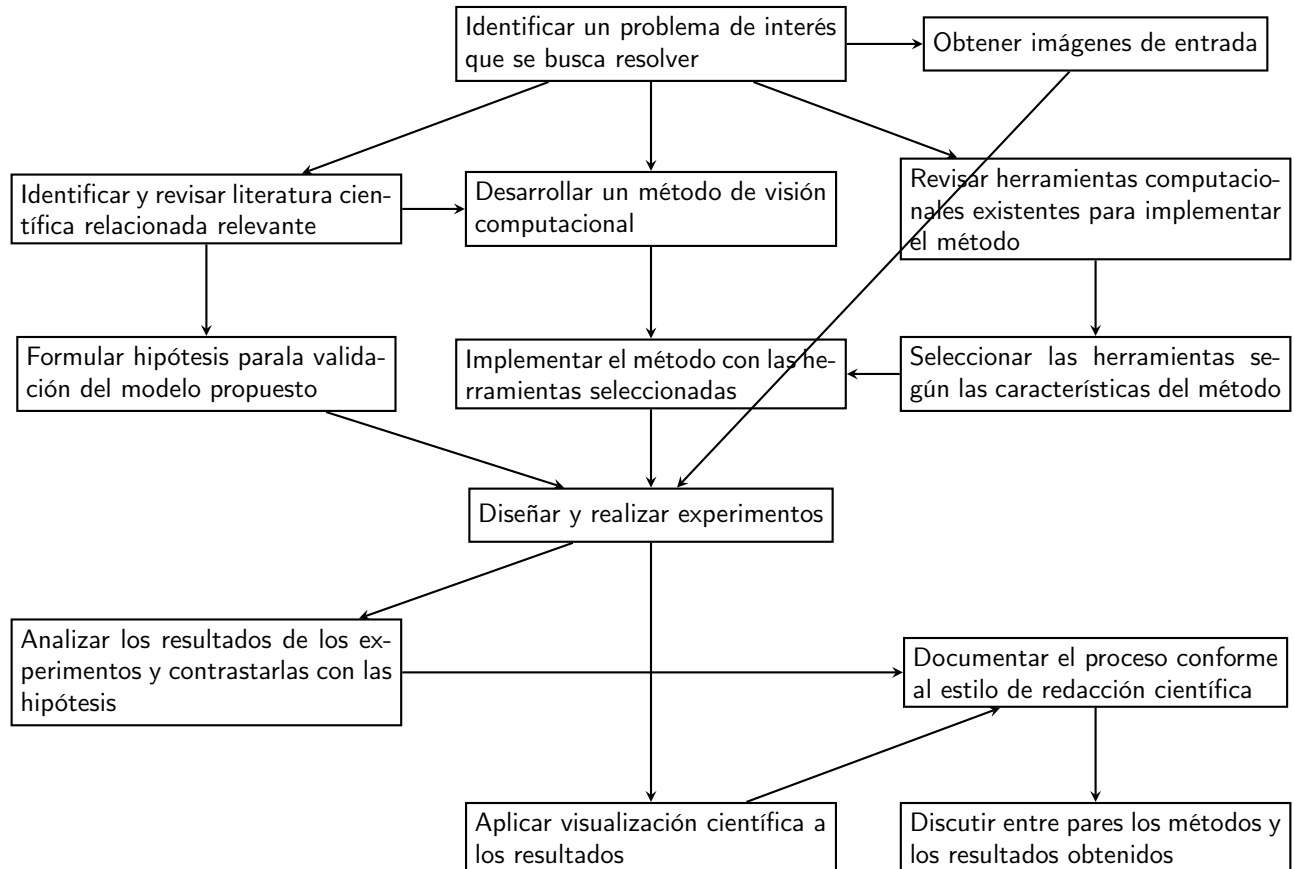 Identificar un problema de interés
que se busca resolver
Obtener imágenes de entrada
Identificar y revisar literatura cien-
tífica relacionada relevante
Desarrollar un método de visión
computacional
Revisar herramientas computacio-
nales existentes para implementar
el método
Formular hipótesis parala valida-
ción del modelo propuesto
Implementar el método con las he-
rramientas seleccionadas
Seleccionar las herramientas se-
gún las características del método
Diseñar y realizar experimentos
Analizar los resultados de los ex-
perimentos y contrastarlas con las
hipótesis
Documentar el proceso conforme
al estilo de redacción científica
Aplicar visualización científica a
los resultados
Discutir entre pares los métodos y
los resultados obtenidos